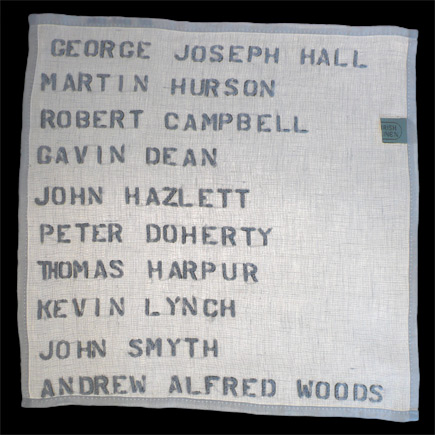 GEORGE JOSEPH HALL
MARTIN HURSON
ROBERT CAMPBELL
GAVIN DEAN
JOHN HAZLETT
PETER DOHERTY
THOMAS HARPUR
KEVIN LYNCH
JOHN SMYTH
ANDREW ALFRED WOODS